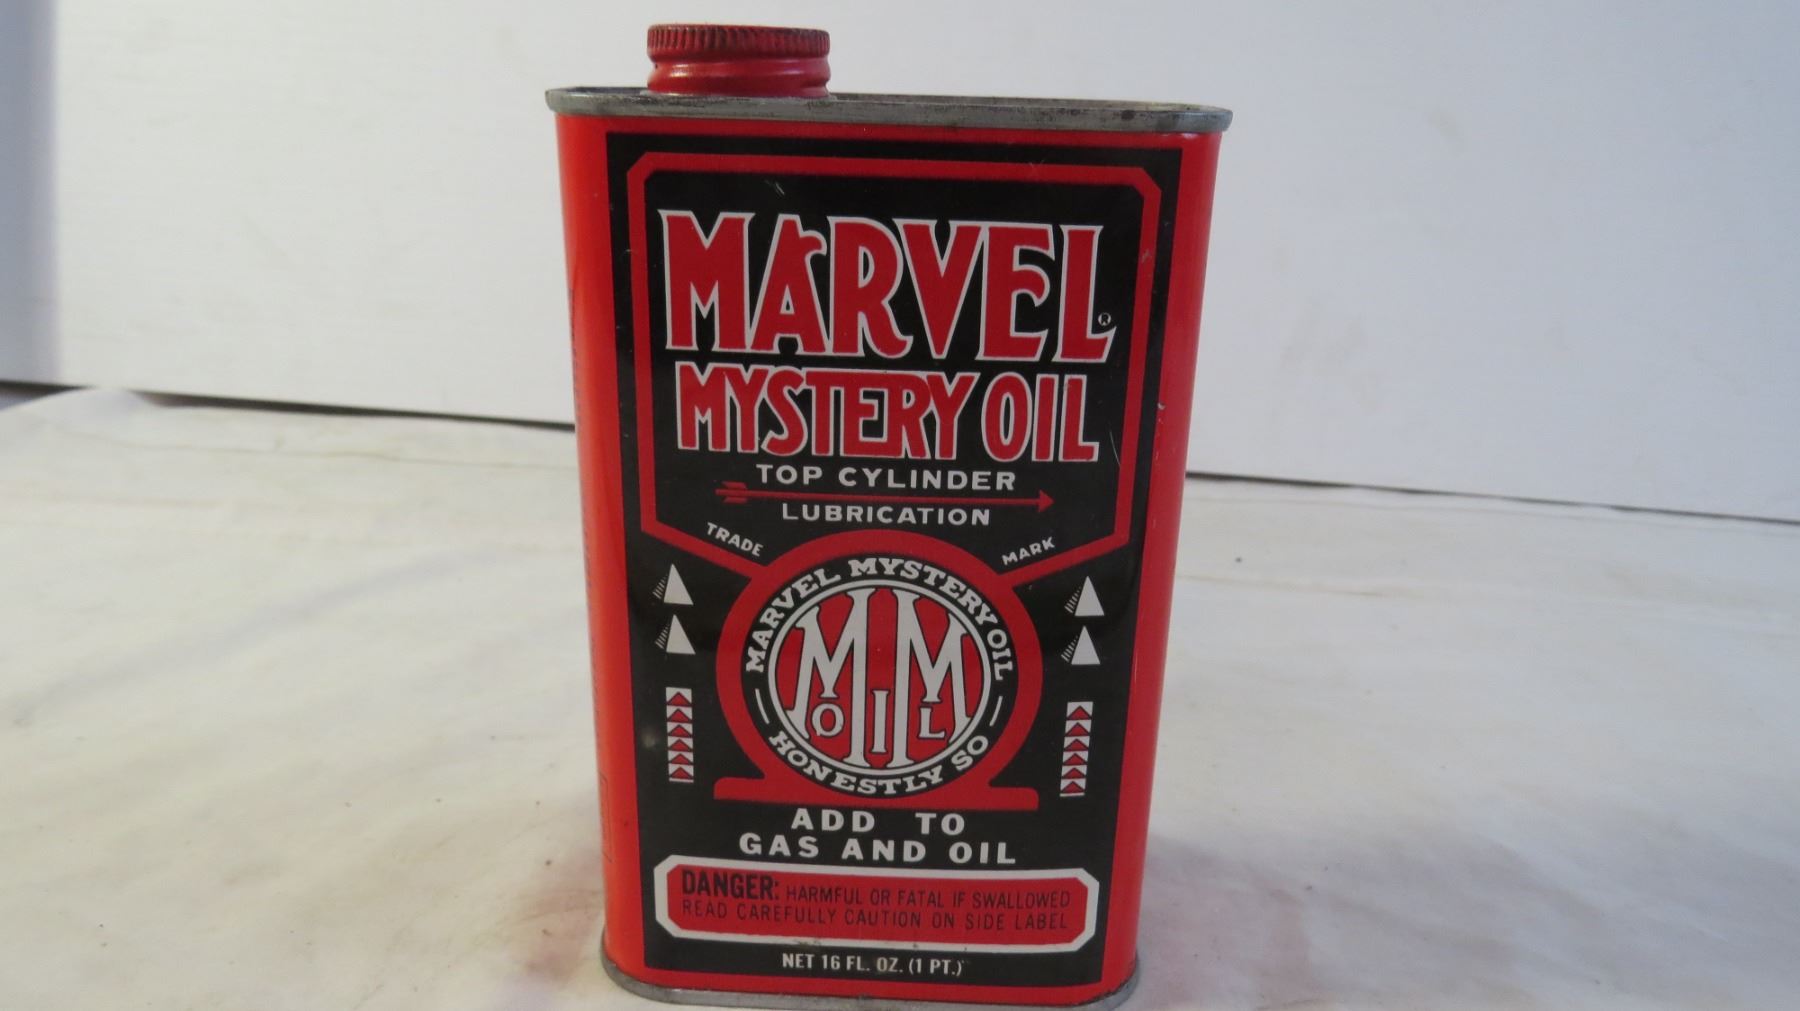 MARVEL®
MYSTERY OIL
TOP CYLINDER
LUBRICATION
TRADE MARK
MARVEL MYSTERY OIL
MM
OIL
HONESTLY SO
ADD TO
GAS AND OIL
DANGER: HARMFUL OR FATAL IF SWALLOWED
READ CAREFULLY CAUTION ON SIDE LABEL
NET 16 FL. OZ. (1 PT.)